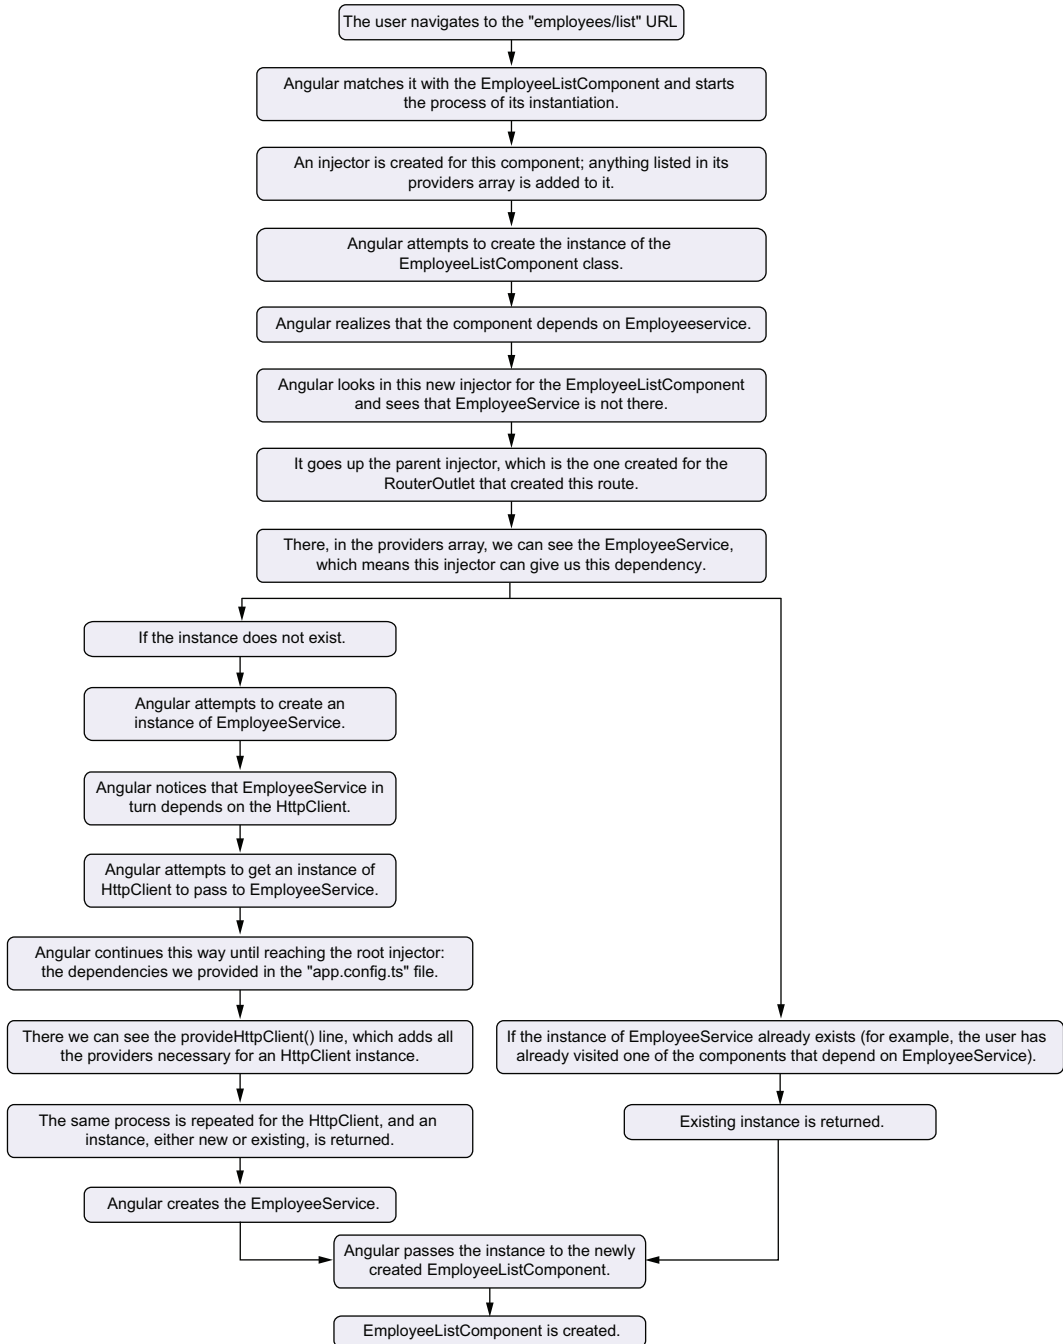 The user navigates to the "employees/list" URL
Angular matches it with the EmployeeListComponent and starts
the process of its instantiation.
An injector is created for this component; anything listed in its
providers array is added to it.
Angular attempts to create the instance of the
EmployeeListComponent class.
Angular realizes that the component depends on Employeeservice.
Angular looks in this new injector for the EmployeeListComponent
and sees that EmployeeService is not there.
It goes up the parent injector, which is the one created for the
RouterOutlet that created this route.
There, in the providers array, we can see the EmployeeService,
which means this injector can give us this dependency.
If the instance does not exist.
Angular attempts to create an
instance of EmployeeService.
Angular notices that EmployeeService in
turn depends on the HttpClient.
Angular attempts to get an instance of
HttpClient to pass to EmployeeService.
Angular continues this way until reaching the root injector:
the dependencies we provided in the "app.config.ts" file.
There we can see the provideHttpClient() line, which adds all
the providers necessary for an HttpClient instance.
The same process is repeated for the HttpClient, and an
instance, either new or existing, is returned.
Angular creates the EmployeeService.
If the instance of EmployeeService already exists (for example, the user has
already visited one of the components that depend on EmployeeService).
Existing instance is returned.
Angular passes the instance to the newly
created EmployeeListComponent.
EmployeeListComponent is created.